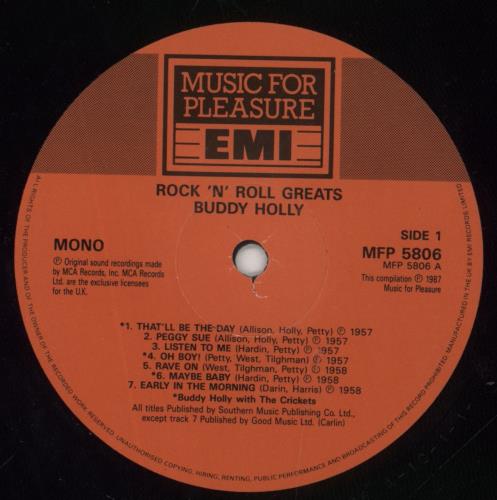 MUSIC FOR
PLEASURE
EMI
ROCK 'N' ROLL GREATS
BUDDY HOLLY
MONO
℗ Original sound recordings made
by MCA Records, Inc. MCA Records
Ltd. are the exclusive licensees
for the U.K.
SIDE 1
MFP 5806
MFP 5806 A
This compilation ℗ 1987
Music for Pleasure
*1. THAT'LL BE THE DAY (Allison, Holly, Petty) ℗ 1957
2. PEGGY SUE (Allison, Holly, Petty) ℗ 1957
3. LISTEN TO ME (Hardin, Petty) ℗ 1957
*4. OH BOY! (Petty, West, Tilghman) ℗ 1957
5. RAVE ON (West, Tilghman, Petty) ℗ 1958
*6. MAYBE BABY (Hardin, Petty) ℗ 1958
7. EARLY IN THE MORNING (Darin, Harris) ℗ 1958
*Buddy Holly with The Crickets
All titles Published by Southern Music Publishing Co. Ltd.,
except track 7 Published by Good Music Ltd. (Carlin)
ALL RIGHTS OF THE PRODUCER AND OF THE OWNER OF THE RECORDED WORK RESERVED. UNAUTHORISED COPYING, HIRING, RENTING, PUBLIC PERFORMANCE AND BROADCASTING OF THIS RECORD PROHIBITED
MANUFACTURED IN THE UK BY EMI RECORDS LIMITED